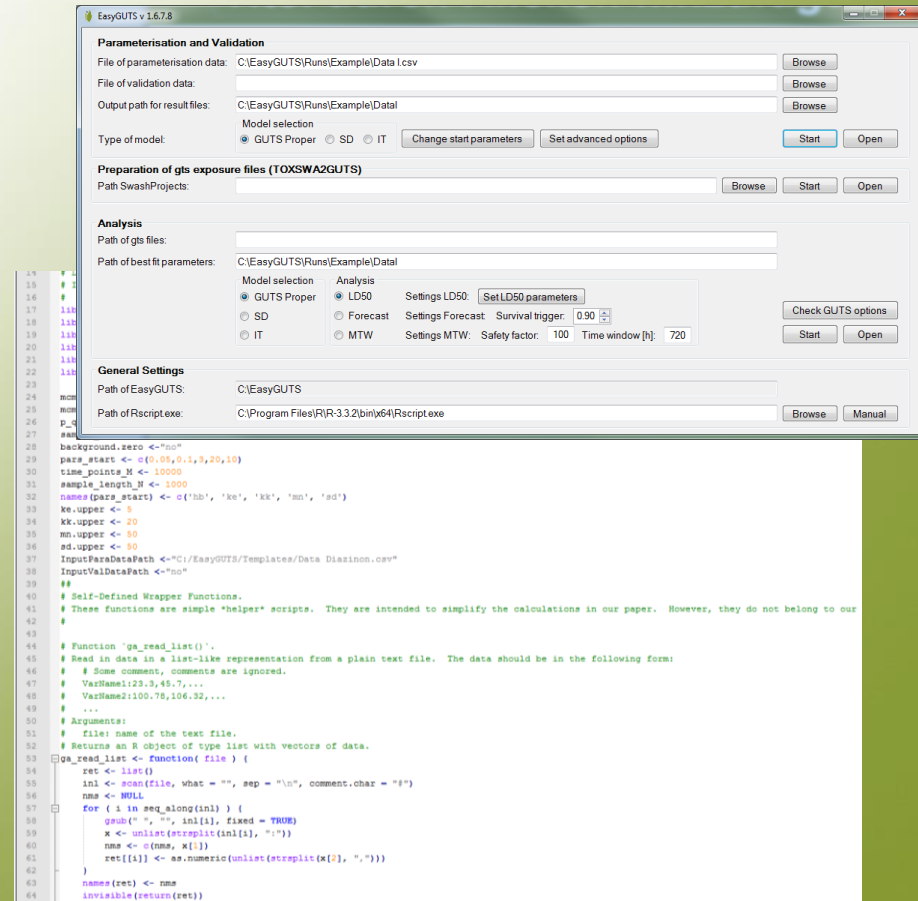 EasyGUTS v 1.6.7.8
Parameterisation and Validation
File of parameterisation data: C:\EasyGUTS\Runs\Example\Data I.csv Browse
File of validation data: Browse
Output path for result files: C:\EasyGUTS\Runs\Example\DataI Browse
Model selection
Type of model: GUTS Proper SD IT Change start parameters Set advanced options Start Open
Preparation of gts exposure files (TOXSWA2GUTS)
Path SwashProjects: Browse Start Open
Analysis
Path of gts files:
Path of best fit parameters: C:\EasyGUTS\Runs\Example\DataI
Model selection Analysis
GUTS Proper LD50 Settings LD50: Set LD50 parameters
SD Forecast Settings Forecast: Survival trigger: 0.90 Check GUTS options
IT MTW Settings MTW: Safety factor: 100 Time window [h]: 720 Start Open
General Settings
Path of EasyGUTS: C:\EasyGUTS
Path of Rscript.exe: C:\Program Files\R\R-3.3.2\bin\x64\Rscript.exe Browse Manual
14 #
15 # I
16 #
17 lib
18 lib
19 lib
20 lib
21 lib
22 lib
23
24 mcm
25 mcm
26 p_q
27 sam
28 background.zero <-"no"
29 pars_start <- c(0.05,0.1,3,20,10)
30 time_points_M <- 10000
31 sample_length_N <- 1000
32 names(pars_start) <- c('hb', 'ke', 'kk', 'mn', 'sd')
33 ke.upper <- 5
34 kk.upper <- 20
35 mn.upper <- 50
36 sd.upper <- 50
37 InputParaDataPath <-"C:/EasyGUTS/Templates/Data Diazinon.csv"
38 InputValDataPath <-"no"
39 ##
40 # Self-Defined Wrapper Functions.
41 # These functions are simple *helper* scripts. They are intended to simplify the calculations in our paper. However, they do not belong to our
42 #
43
44 # Function `ga_read_list()`.
45 # Read in data in a list-like representation from a plain text file. The data should be in the following form:
46 # # Some comment, comments are ignored.
47 # VarName1:23.3,45.7,...
48 # VarName2:100.78,106.32,...
49 # ...
50 # Arguments:
51 # file: name of the text file.
52 # Returns an R object of type list with vectors of data.
53 ga_read_list <- function( file ) {
54 ret <- list()
55 inl <- scan(file, what = "", sep = "\n", comment.char = "#")
56 nms <- NULL
57 for ( i in seq_along(inl) ) {
58 gsub(" ", "", inl[i], fixed = TRUE)
59 x <- unlist(strsplit(inl[i], ":"))
60 nms <- c(nms, x[1])
61 ret[[i]] <- as.numeric(unlist(strsplit(x[2], ",")))
62 }
63 names(ret) <- nms
64 invisible(return(ret))